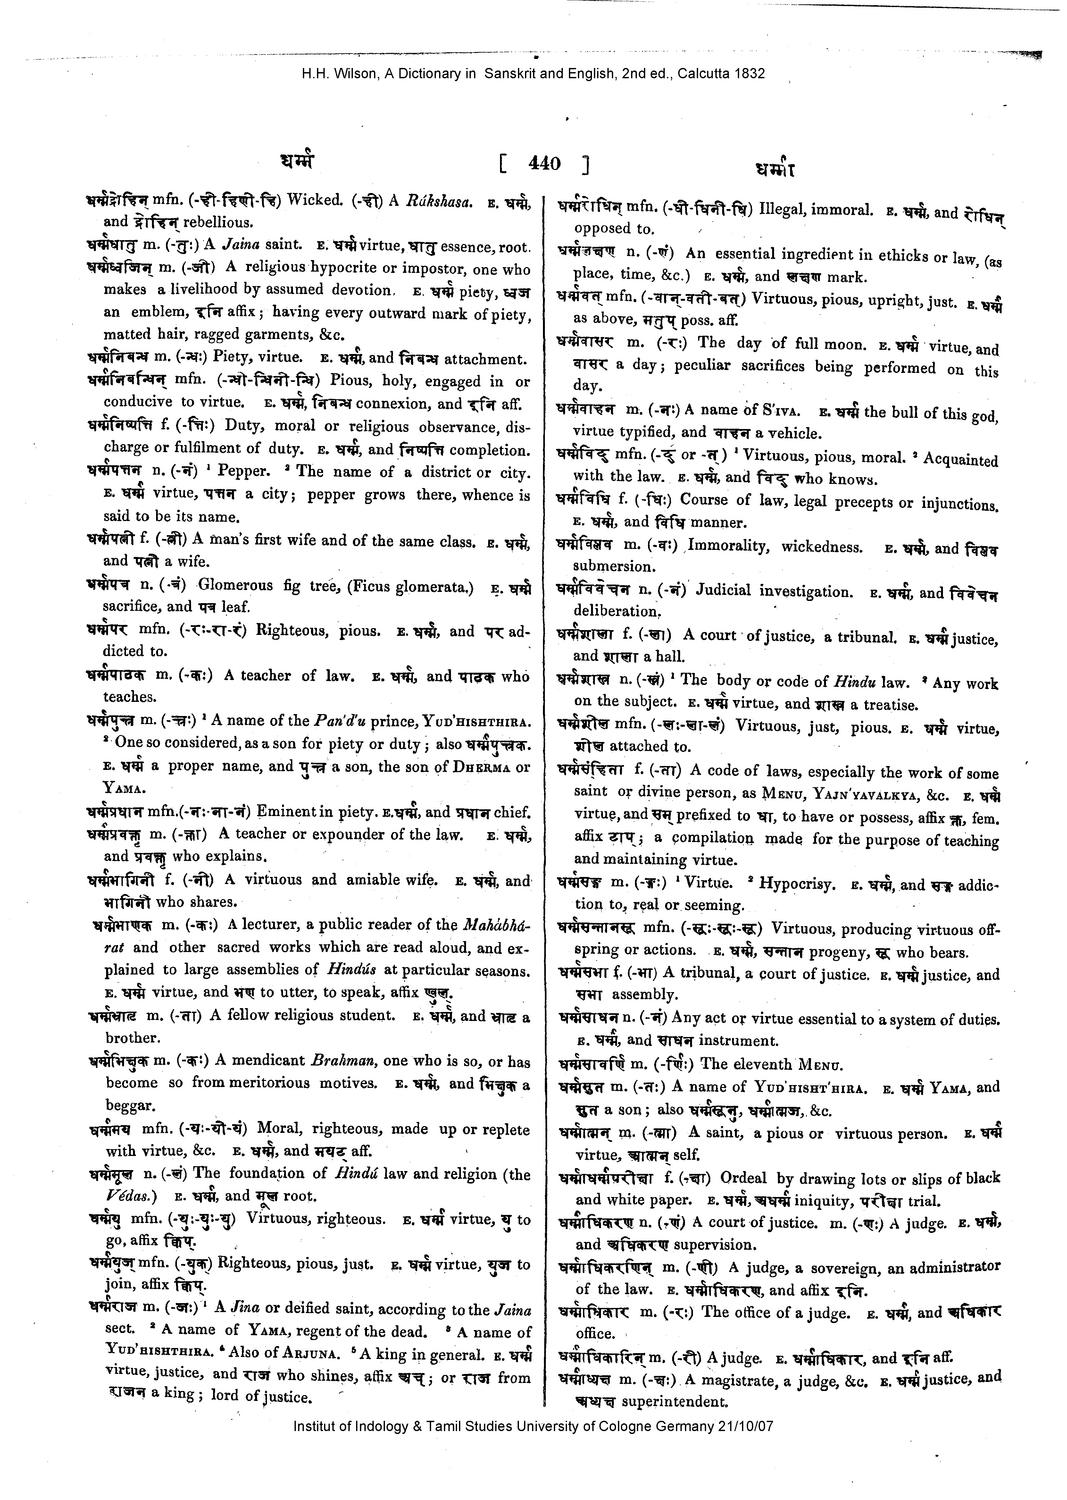 H.H. Wilson, A Dictionary in Sanskrit and English, 2nd ed., Calcutta 1832
धर्म्म [ 440 ] धर्म्मा
धर्म्मद्रोहिन् mfn. (-ही-हिणी-हि) Wicked. (-ही) A Rákshasa. E. धर्म्म,
and द्रोहिन् rebellious.
धर्म्मधातु m. (-तुः) A Jaina saint. E. धर्म्म virtue, धातु essence, root.
धर्म्मध्वजिन् m. (-जी) A religious hypocrite or impostor, one who
makes a livelihood by assumed devotion. E. धर्म्म piety, ध्वज
an emblem, इनि affix; having every outward mark of piety,
matted hair, ragged garments, &c.
धर्म्मनिबन्ध m. (-न्धः) Piety, virtue. E. धर्म्म, and निबन्ध attachment.
धर्म्मनिबन्धिन् mfn. (-न्धी-न्धिनी-न्धि) Pious, holy, engaged in or
conducive to virtue. E. धर्म्म, निबन्ध connexion, and इनि aff.
धर्म्मनिष्पत्ति f. (-त्तिः) Duty, moral or religious observance, dis-
charge or fulfilment of duty. E. धर्म्म, and निष्पत्ति completion.
धर्म्मपत्तन n. (-नं) ¹ Pepper. ² The name of a district or city.
E. धर्म्म virtue, पत्तन a city; pepper grows there, whence is
said to be its name.
धर्म्मपत्नी f. (-त्नी) A man's first wife and of the same class. E. धर्म्म,
and पत्नी a wife.
धर्म्मपत्र n. (-त्रं) Glomerous fig tree, (Ficus glomerata.) E. धर्म्म
sacrifice, and पत्र leaf.
धर्म्मपर mfn. (-रः-रा-रं) Righteous, pious. E. धर्म्म, and पर ad-
dicted to.
धर्म्मपाठक m. (-कः) A teacher of law. E. धर्म्म, and पाठक who
teaches.
धर्म्मपुत्त्र m. (-त्त्रः) ¹ A name of the Pan'd'u prince, YUD'HISHTHIRA.
² One so considered, as a son for piety or duty; also धर्म्मपुत्त्रक.
E. धर्म्म a proper name, and पुत्त्र a son, the son of DHERMA or
YAMA.
धर्म्मप्रधान mfn. (-नः-ना-नं) Eminent in piety. E. धर्म्म, and प्रधान chief.
धर्म्मप्रवक्तृ m. (-क्ता) A teacher or expounder of the law. E. धर्म्म,
and प्रवक्तृ who explains.
धर्म्मभागिनी f. (-नी) A virtuous and amiable wife. E. धर्म्म, and
भागिनी who shares.
धर्म्मभाणक m. (-कः) A lecturer, a public reader of the Mahábhá-
rat and other sacred works which are read aloud, and ex-
plained to large assemblies of Hindús at particular seasons.
E. धर्म्म virtue, and भण to utter, to speak, affix ण्वुल्.
धर्म्मभ्रातृ m. (-ता) A fellow religious student. E. धर्म्म, and भ्रातृ a
brother.
धर्म्मभिक्षुक m. (-कः) A mendicant Brahman, one who is so, or has
become so from meritorious motives. E. धर्म्म, and भिक्षुक a
beggar.
धर्म्ममय mfn. (-यः-यी-यं) Moral, righteous, made up or replete
with virtue, &c. E. धर्म्म, and मयट् aff.
धर्म्ममूल n. (-लं) The foundation of Hindú law and religion (the
Védas.) E. धर्म्म, and मूल root.
धर्म्मयु mfn. (-युः-युः-यु) Virtuous, righteous. E. धर्म्म virtue, यु to
go, affix क्विप्.
धर्म्मयुज् mfn. (-युक्) Righteous, pious, just. E. धर्म्म virtue, युज to
join, affix क्विप्.
धर्म्मराज m. (-जः) ¹ A Jina or deified saint, according to the Jaina
sect. ² A name of YAMA, regent of the dead. ³ A name of
YUD'HISHTHIRA. ⁴ Also of ARJUNA. ⁵ A king in general. E. धर्म्म
virtue, justice, and राज who shines, affix अच्; or राज from
राजन a king; lord of justice.
धर्म्मरोधिन् mfn. (-धी-धिनी-धि) Illegal, immoral. E. धर्म्म, and रोधिन्
opposed to.
धर्म्मलक्षण n. (-णं) An essential ingredient in ethicks or law, (as
place, time, &c.) E. धर्म्म, and लक्षण mark.
धर्म्मवत् mfn. (-वान्-वती-वत्) Virtuous, pious, upright, just. E. धर्म्म
as above, मतुप् poss. aff.
धर्म्मवासर m. (-रः) The day of full moon. E. धर्म्म virtue, and
वासर a day; peculiar sacrifices being performed on this
day.
धर्म्मवाहन m. (-नः) A name of S'IVA. E. धर्म्म the bull of this god,
virtue typified, and वाहन a vehicle.
धर्म्मविद् mfn. (-द् or -त्) ¹ Virtuous, pious, moral. ² Acquainted
with the law. E. धर्म्म, and विद् who knows.
धर्म्मविधि f. (-धिः) Course of law, legal precepts or injunctions.
E. धर्म्म, and विधि manner.
धर्म्मविप्लव m. (-वः) Immorality, wickedness. E. धर्म्म, and विप्लव
submersion.
धर्म्मविवेचन n. (-नं) Judicial investigation. E. धर्म्म, and विवेचन
deliberation.
धर्म्मशाला f. (-ला) A court of justice, a tribunal. E. धर्म्म justice,
and शाला a hall.
धर्म्मशास्त्र n. (-स्त्रं) ¹ The body or code of Hindu law. ² Any work
on the subject. E. धर्म्म virtue, and शास्त्र a treatise.
धर्म्मशील mfn. (-लः-ला-लं) Virtuous, just, pious. E. धर्म्म virtue,
शील attached to.
धर्म्मसंहिता f. (-ता) A code of laws, especially the work of some
saint or divine person, as MENU, YAJN'YAVALKYA, &c. E. धर्म्म
virtue, and सम् prefixed to धा, to have or possess, affix क्त, fem.
affix टाप्; a compilation made for the purpose of teaching
and maintaining virtue.
धर्म्मसङ्ग m. (-ङ्गः) ¹ Virtue. ² Hypocrisy. E. धर्म्म, and सङ्ग addic-
tion to, real or seeming.
धर्म्मसन्तानसू mfn. (-सूः-सूः-सू) Virtuous, producing virtuous off-
spring or actions. E. धर्म्म, सन्तान progeny, सू who bears.
धर्म्मसभा f. (-भा) A tribunal, a court of justice. E. धर्म्म justice, and
सभा assembly.
धर्म्मसाधन n. (-नं) Any act or virtue essential to a system of duties.
E. धर्म्म, and साधन instrument.
धर्म्मसावर्णि m. (-र्णिः) The eleventh MENU.
धर्म्मसुत m. (-तः) A name of YUD'HISHT'HIRA. E. धर्म्म YAMA, and
सुत a son; also धर्म्मसूनु, धर्म्मात्मज, &c.
धर्म्मात्मन् m. (-त्मा) A saint, a pious or virtuous person. E. धर्म्म
virtue, आत्मन् self.
धर्म्माधर्म्मपरीक्षा f. (-क्षा) Ordeal by drawing lots or slips of black
and white paper. E. धर्म्म, अधर्म्म iniquity, परीक्षा trial.
धर्म्माधिकरण n. (-णं) A court of justice. m. (-णः) A judge. E. धर्म्म,
and अधिकरण supervision.
धर्म्माधिकरणिन् m. (-णी) A judge, a sovereign, an administrator
of the law. E. धर्म्माधिकरण, and affix इनि.
धर्म्माधिकार m. (-रः) The office of a judge. E. धर्म्म, and अधिकार
office.
धर्म्माधिकारिन् m. (-री) A judge. E. धर्म्माधिकार, and इनि aff.
धर्म्माध्यक्ष m. (-क्षः) A magistrate, a judge, &c. E. धर्म्म justice, and
अध्यक्ष superintendent.
Institut of Indology & Tamil Studies University of Cologne Germany 21/10/07